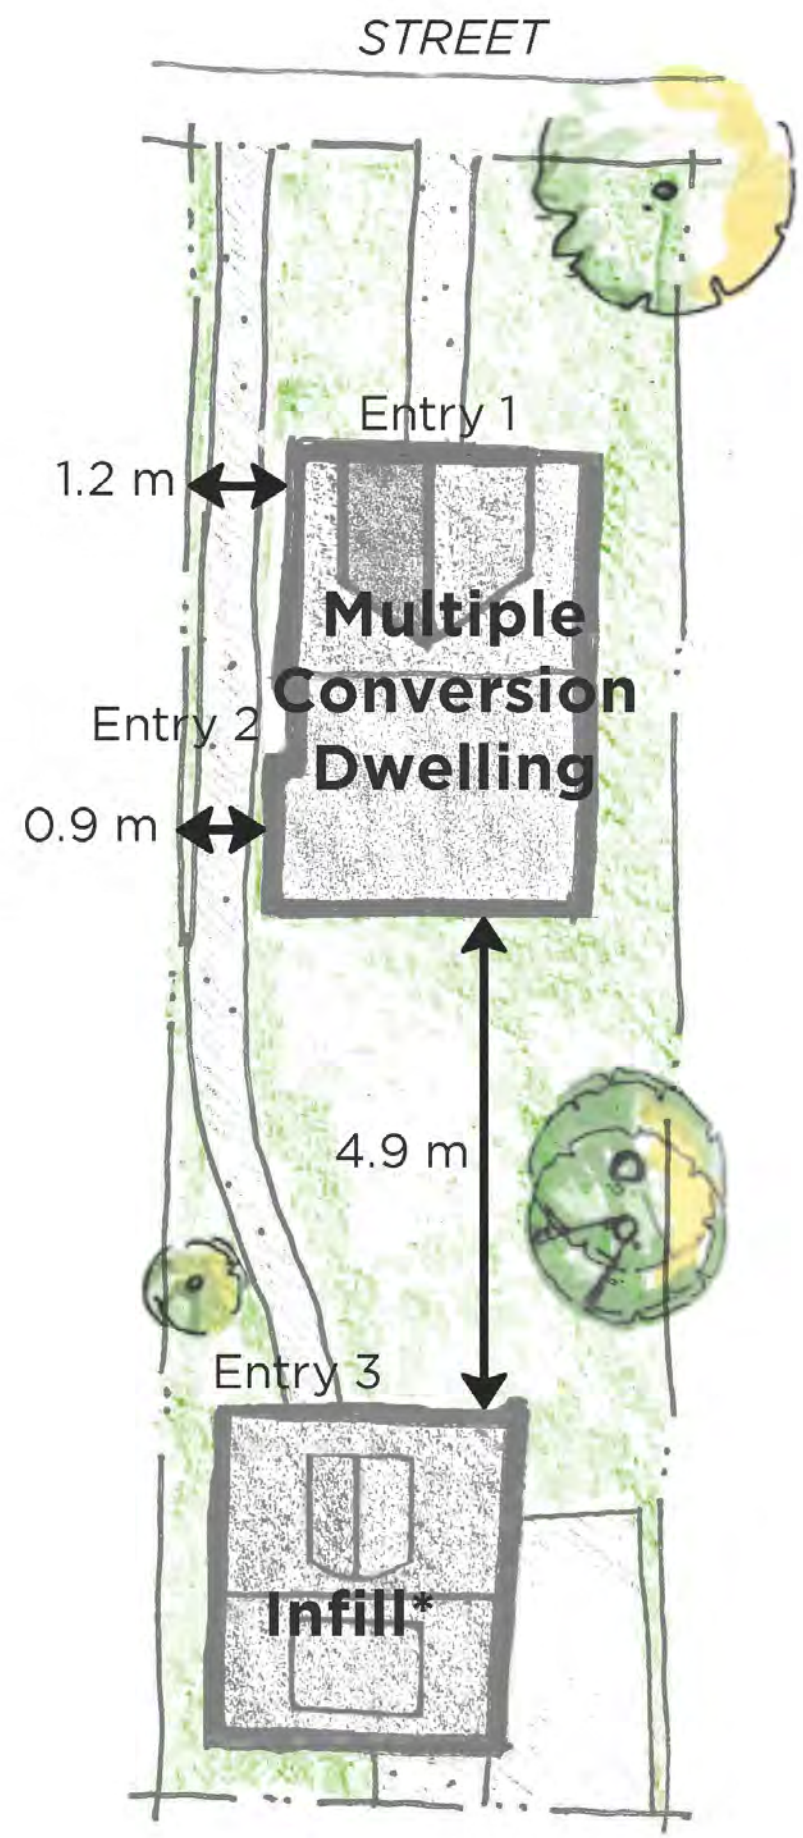 STREET
Entry 1
1.2 m
Multiple
Conversion
Dwelling
Entry 2
0.9 m
4.9 m
Entry 3
Infill*